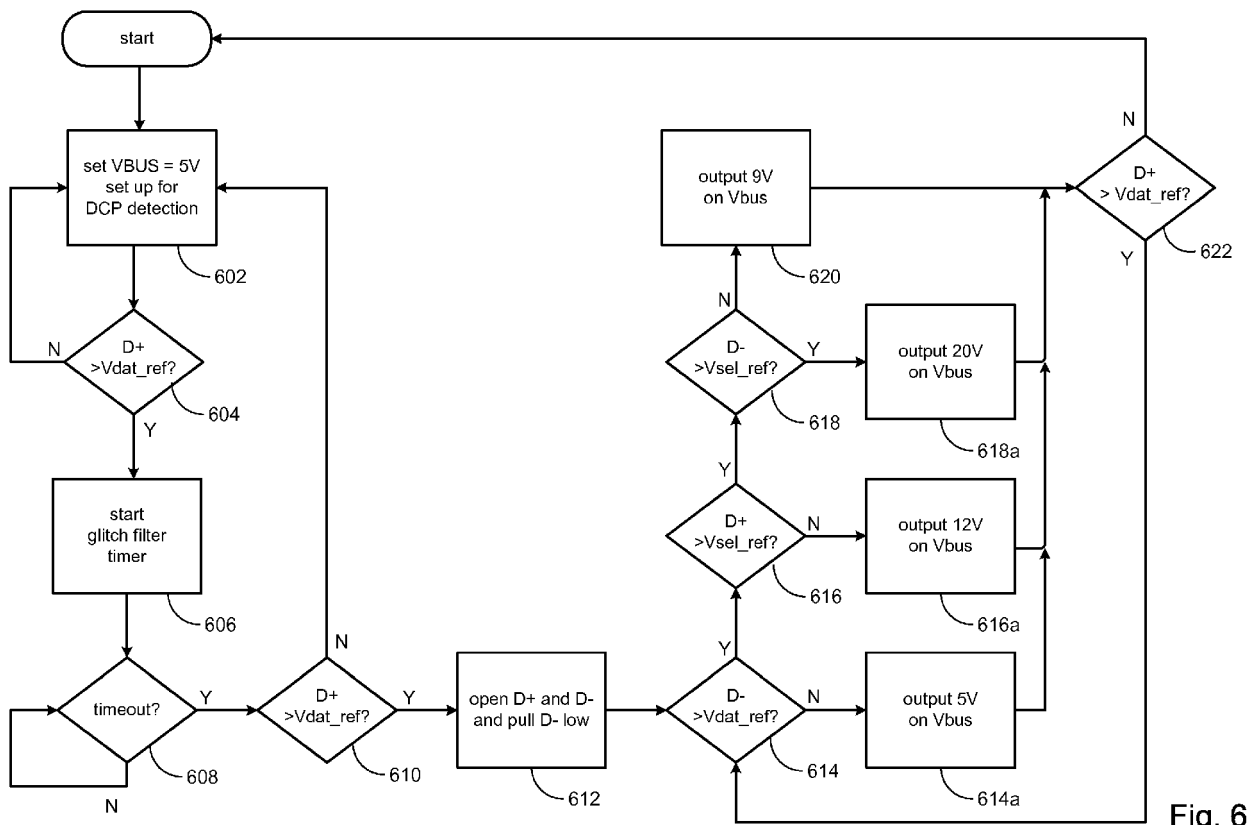 start
set VBUS = 5V
set up for
DCP detection
602
N
D+
>Vdat_ref?
604
Y
start
glitch filter
timer
606
timeout?
Y
608
N
N
D+
>Vdat_ref?
Y
610
open D+ and D-
and pull D- low
612
Y
D-
>Vdat_ref?
N
614
output 5V
on Vbus
614a
Y
D+
>Vsel_ref?
N
616
output 12V
on Vbus
616a
N
D-
>Vsel_ref?
Y
618
output 20V
on Vbus
618a
output 9V
on Vbus
620
N
D+
> Vdat_ref?
Y
622
Fig. 6